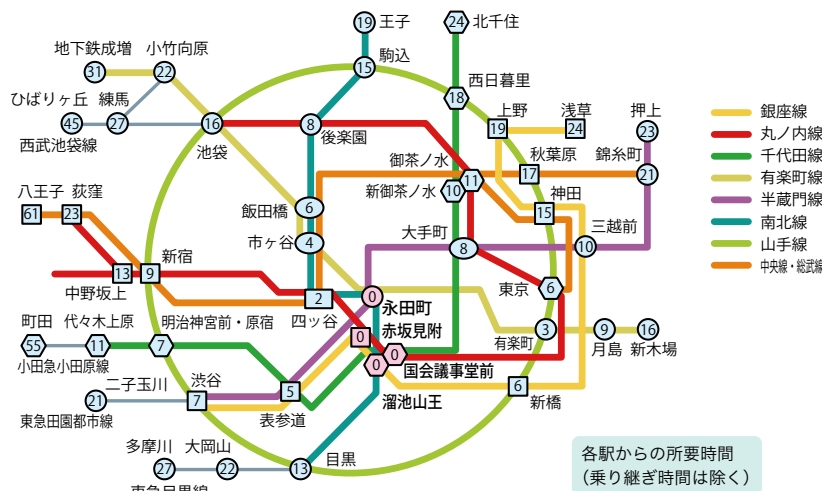 19 王子
24 北千住
地下鉄成増 小竹向原
31 22
駒込
15
西日暮里
18
ひばりヶ丘 練馬
45 27
西武池袋線
16
池袋
8
後楽園
上野 浅草 押上
19 24 23
御茶ノ水
11
秋葉原
17
錦糸町
21
新御茶ノ水
10
神田
15
八王子 荻窪
61 23
飯田橋
6
市ヶ谷
4
大手町
8
三越前
10
新宿
13 9
中野坂上
2
四ッ谷
0
永田町
東京
6
町田 代々木上原 明治神宮前・原宿
55 11 7
小田急小田原線
赤坂見附
0
0
国会議事堂前
0
溜池山王
有楽町
3 9 16
月島 新木場
二子玉川
21
東急田園都市線
渋谷
7
5
表参道
6
新橋
多摩川 大岡山
27 22 13
目黒
東急目黒線
銀座線
丸ノ内線
千代田線
有楽町線
半蔵門線
南北線
山手線
中央線・総武線
各駅からの所要時間
（乗り継ぎ時間は除く）